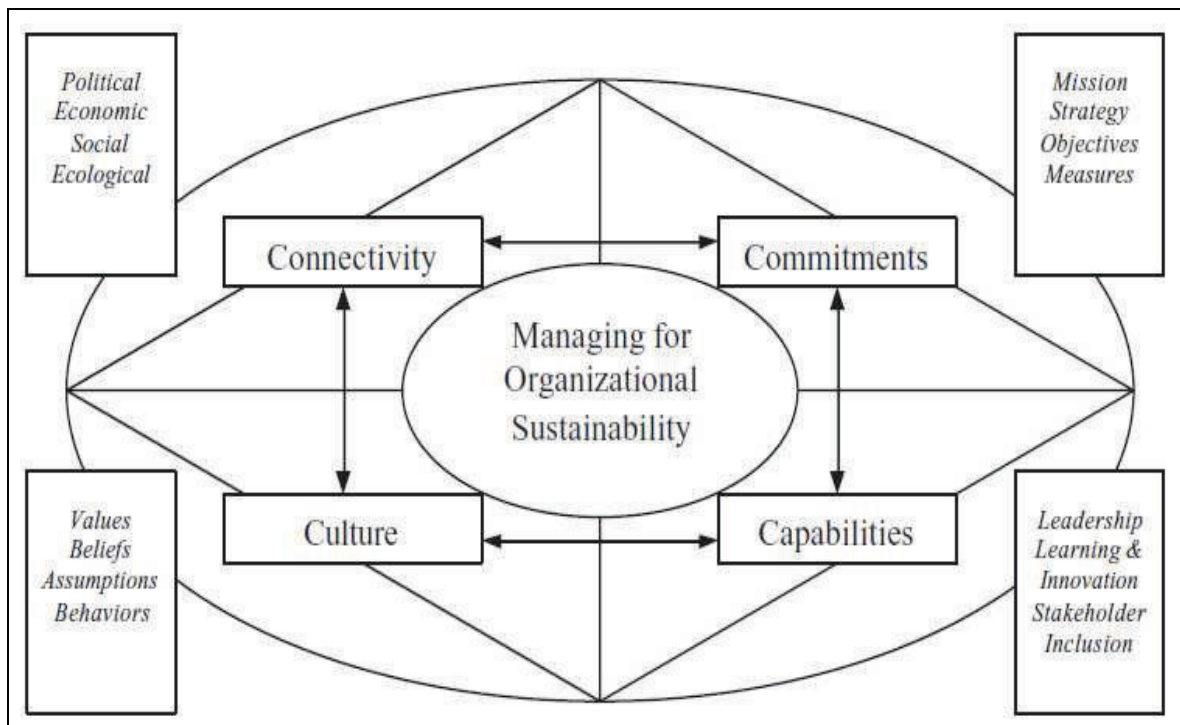 Political
Economic
Social
Ecological
Mission
Strategy
Objectives
Measures
Connectivity
Commitments
Managing for
Organizational
Sustainability
Culture
Capabilities
Values
Beliefs
Assumptions
Behaviors
Leadership
Learning &
Innovation
Stakeholder
Inclusion